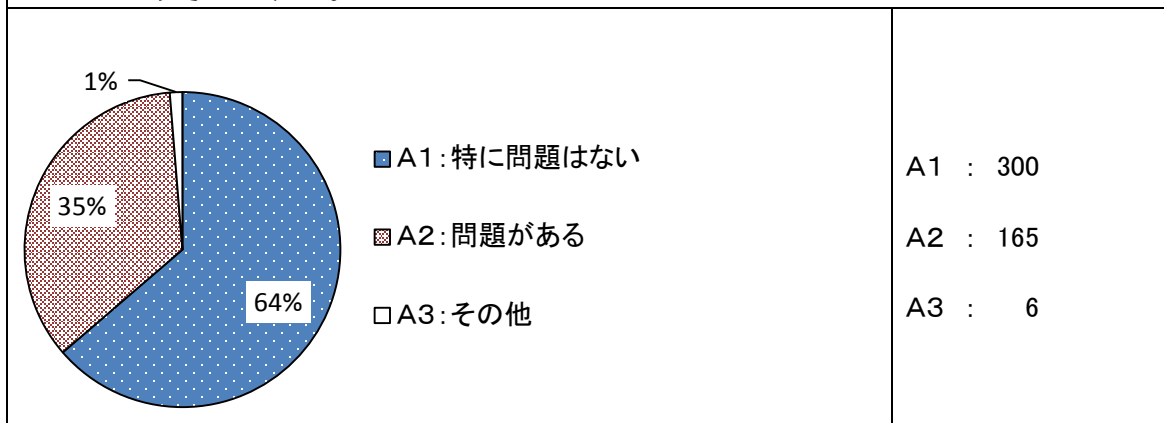 1%
35%
64%
A1:特に問題はない
A2:問題がある
A3:その他
A1 : 300
A2 : 165
A3 : 6